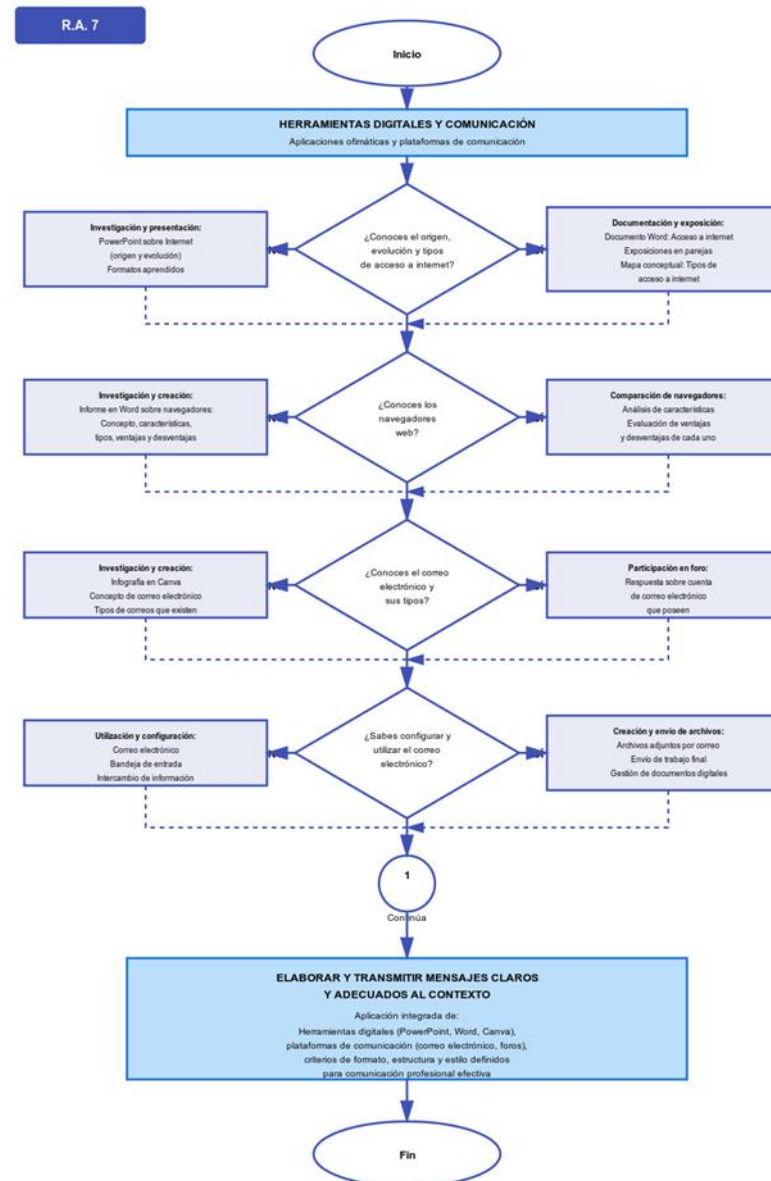 R.A. 7
Inicio
HERRAMIENTAS DIGITALES Y COMUNICACIÓN
Aplicaciones ofimáticas y plataformas de comunicación
Investigación y presentación:
PowerPoint sobre Internet
(origen y evolución)
Formatos aprendidos
¿Conoces el origen,
evolución y tipos
de acceso a internet?
Documentación y exposición:
Documento Word: Acceso a internet
Exposiciones en parejas
Mapa conceptual: Tipos de
acceso a internet
Investigación y creación:
Informe en Word sobre navegadores:
Concepto, características,
tipos, ventajas y desventajas
¿Conoces los
navegadores
web?
Comparación de navegadores:
Análisis de características
Evaluación de ventajas
y desventajas de cada uno
Investigación y creación:
Infografía en Canva
Concepto de correo electrónico
Tipos de correos que existen
¿Conoces el correo
electrónico y
sus tipos?
Participación en foro:
Respuesta sobre cuenta
de correo electrónico
que poseen
Utilización y configuración:
Correo electrónico
Bandeja de entrada
Intercambio de información
¿Sabes configurar y
utilizar el correo
electrónico?
Creación y envío de archivos:
Archivos adjuntos por correo
Envío de trabajo final
Gestión de documentos digitales
1
Continúa
ELABORAR Y TRANSMITIR MENSAJES CLAROS
Y ADECUADOS AL CONTEXTO
Aplicación integrada de:
Herramientas digitales (PowerPoint, Word, Canva),
plataformas de comunicación (correo electrónico, foros),
criterios de formato, estructura y estilo definidos
para comunicación profesional efectiva
Fin